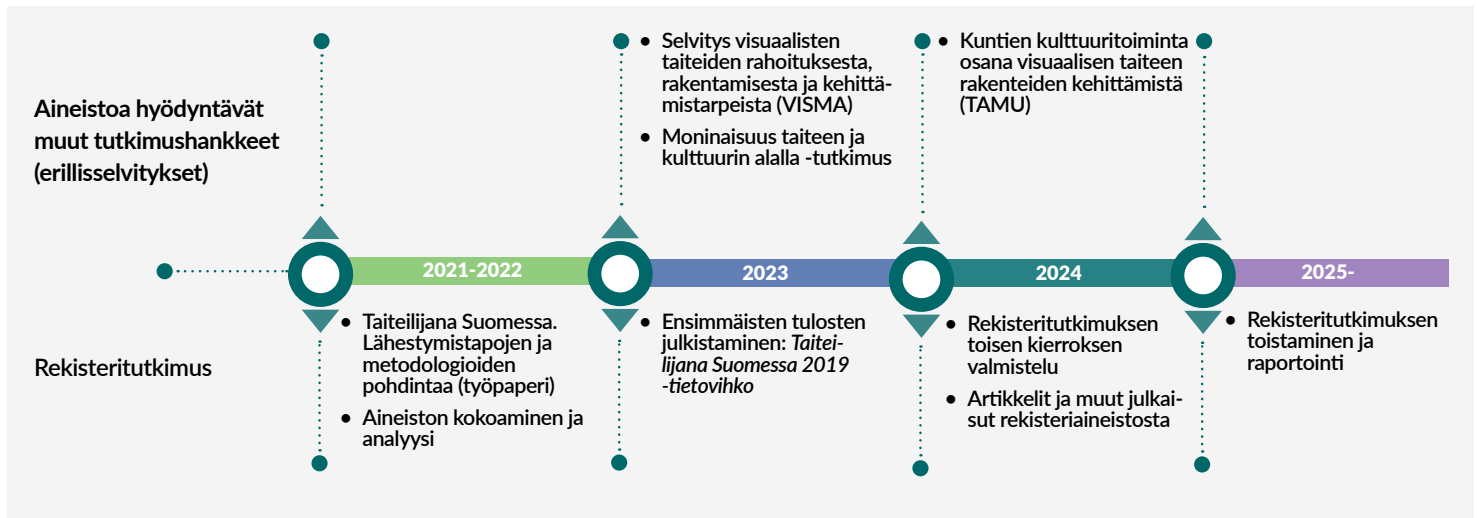 Aineistoa hyödyntävät
muut tutkimushankkeet
(erillisselvitykset)
● Selvitys visuaalisten
taiteiden rahoituksesta,
rakentamisesta ja kehittä-
mistarpeista (VISMA)
● Moninaisuus taiteen ja
kulttuurin alalla -tutkimus
● Kuntien kulttuuritoiminta
osana visuaalisen taiteen
rakenteiden kehittämistä
(TAMU)
2021-2022
2023
2024
2025-
Rekisteritutkimus
● Taiteilijana Suomessa.
Lähestymistapojen ja
metodologioiden
pohdintaa (työpaperi)
● Aineiston kokoaminen ja
analyysi
● Ensimmäisten tulosten
julkistaminen: Taitei-
lijana Suomessa 2019
-tietovihko
● Rekisteritutkimuksen
toisen kierroksen
valmistelu
● Artikkelit ja muut julkai-
sut rekisteriaineistosta
● Rekisteritutkimuksen
toistaminen ja
raportointi